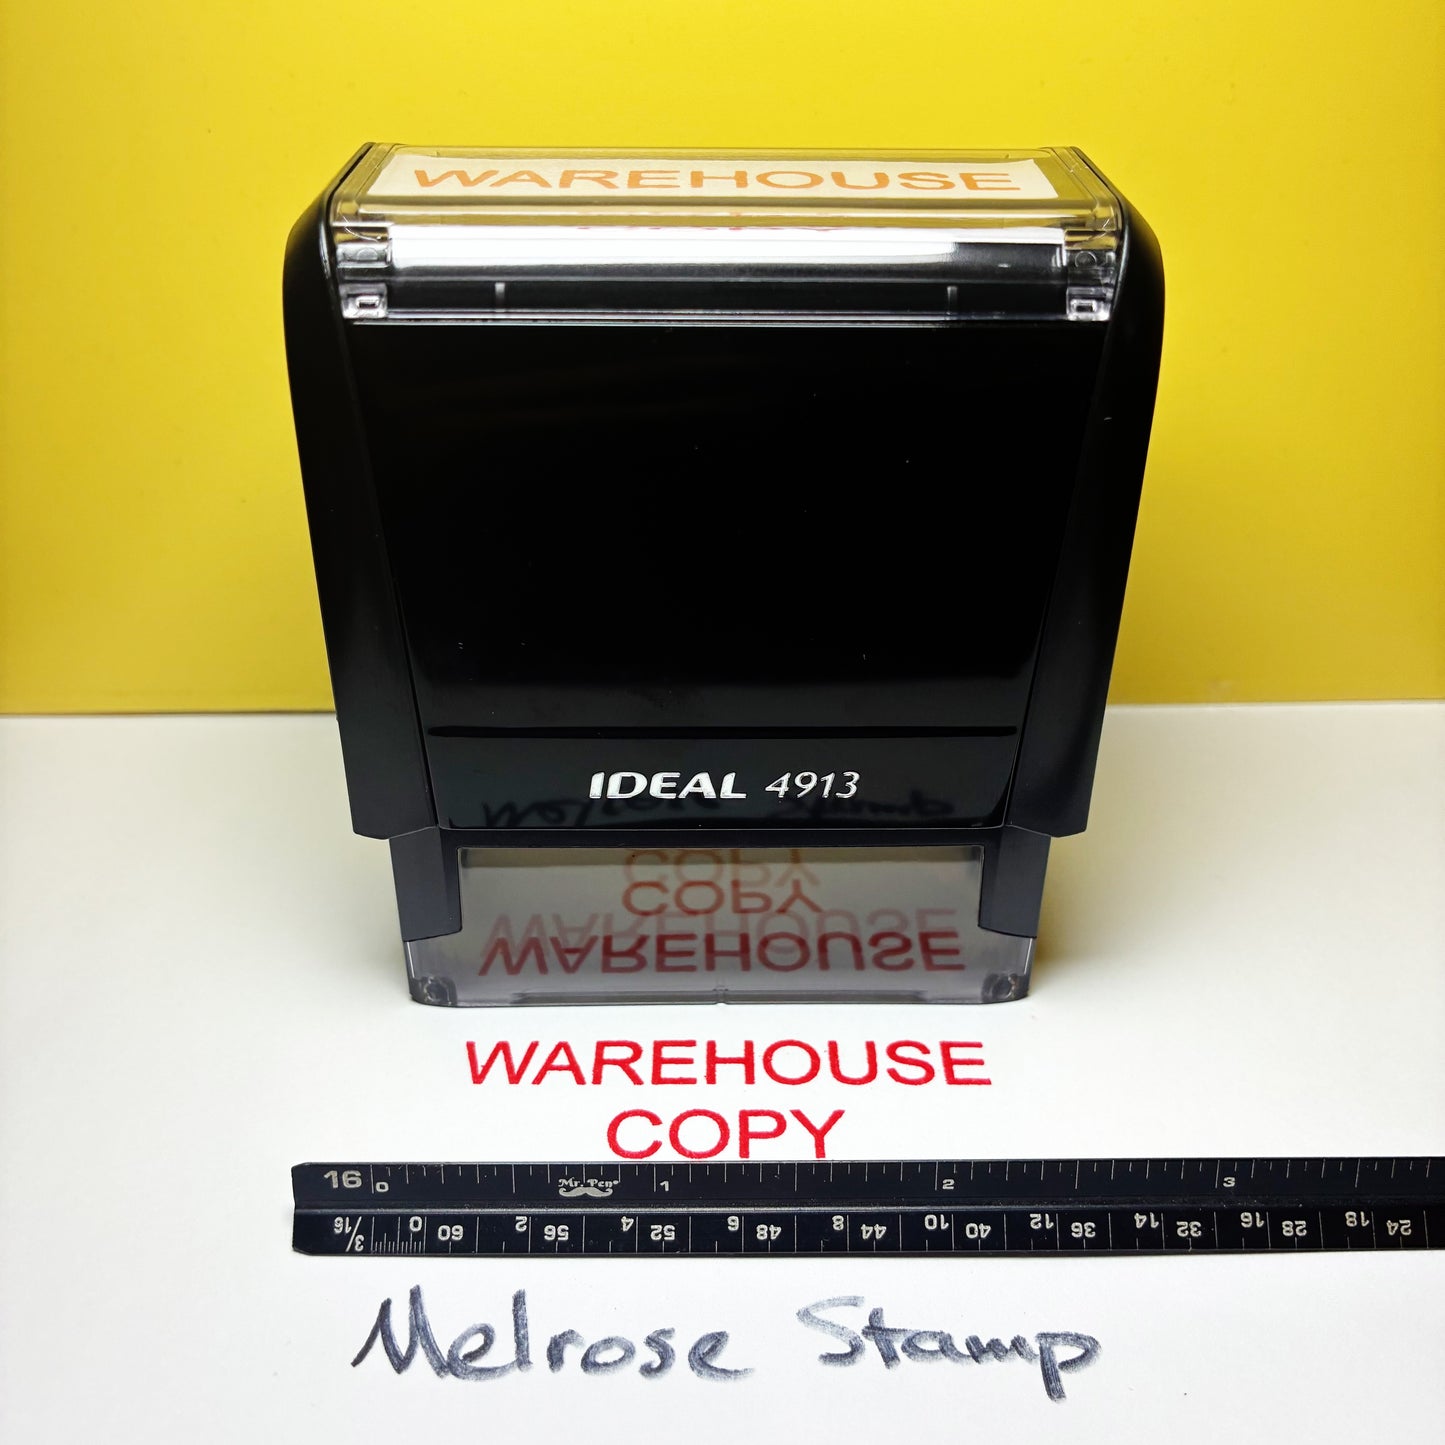 WAREHOUSE
IDEAL 4913
COPY
WAREHOUSE
WAREHOUSE
COPY
16 0 Mr. Pen 1 2 3
3/16 0 60 2 56 4 52 6 48 8 44 10 40 12 36 14 32 16 28 18 24
Melrose Stamp